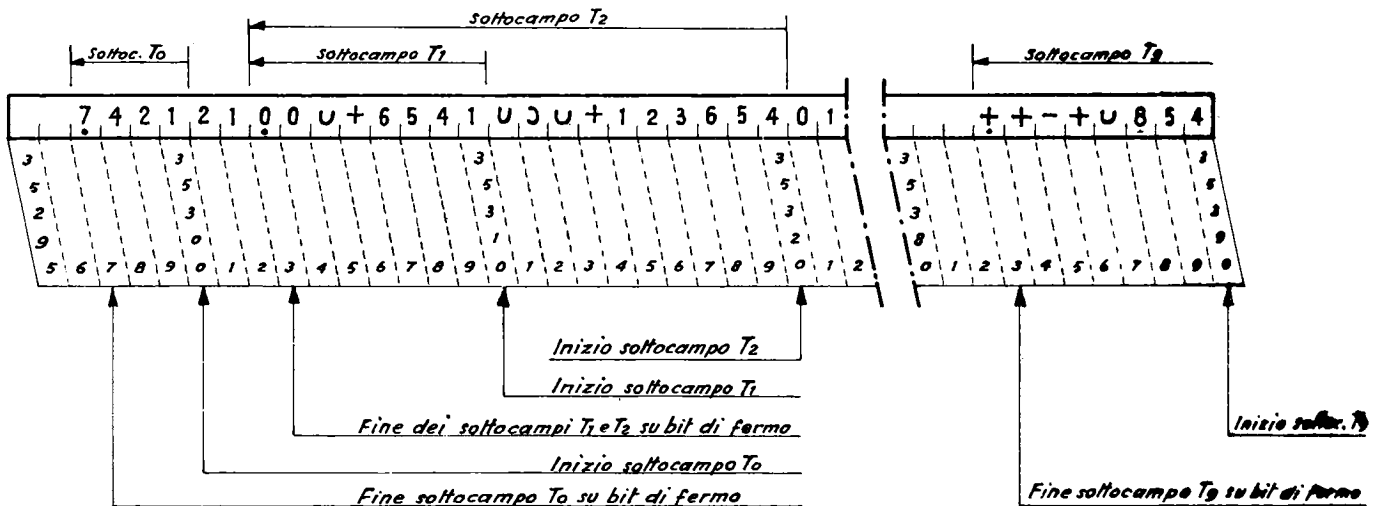 sottocampo T2
sottoc. T0
sottocampo T1
sottocampo T9
7 4 2 1 2 1 0 0 ∪ + 6 5 4 1 ∪ Ɔ ∪ + 1 2 3 6 5 4 0 1 + + - + ∪ 8 5 4
3 3 3 3 3 3
5 5 5 5 5 5
2 3 3 3 3 3
9 0 1 2 8 9
5 6 7 8 9 0 1 2 3 4 5 6 7 8 9 0 1 2 3 4 5 6 7 8 9 0 1 2 0 1 2 3 4 5 6 7 8 9 0
Inizio sottocampo T2
Inizio sottocampo T1
Fine dei sottocampi T1 e T2 su bit di fermo
Inizio sottoc. T9
Inizio sottocampo T0
Fine sottocampo T0 su bit di fermo
Fine sottocampo T9 su bit di fermo